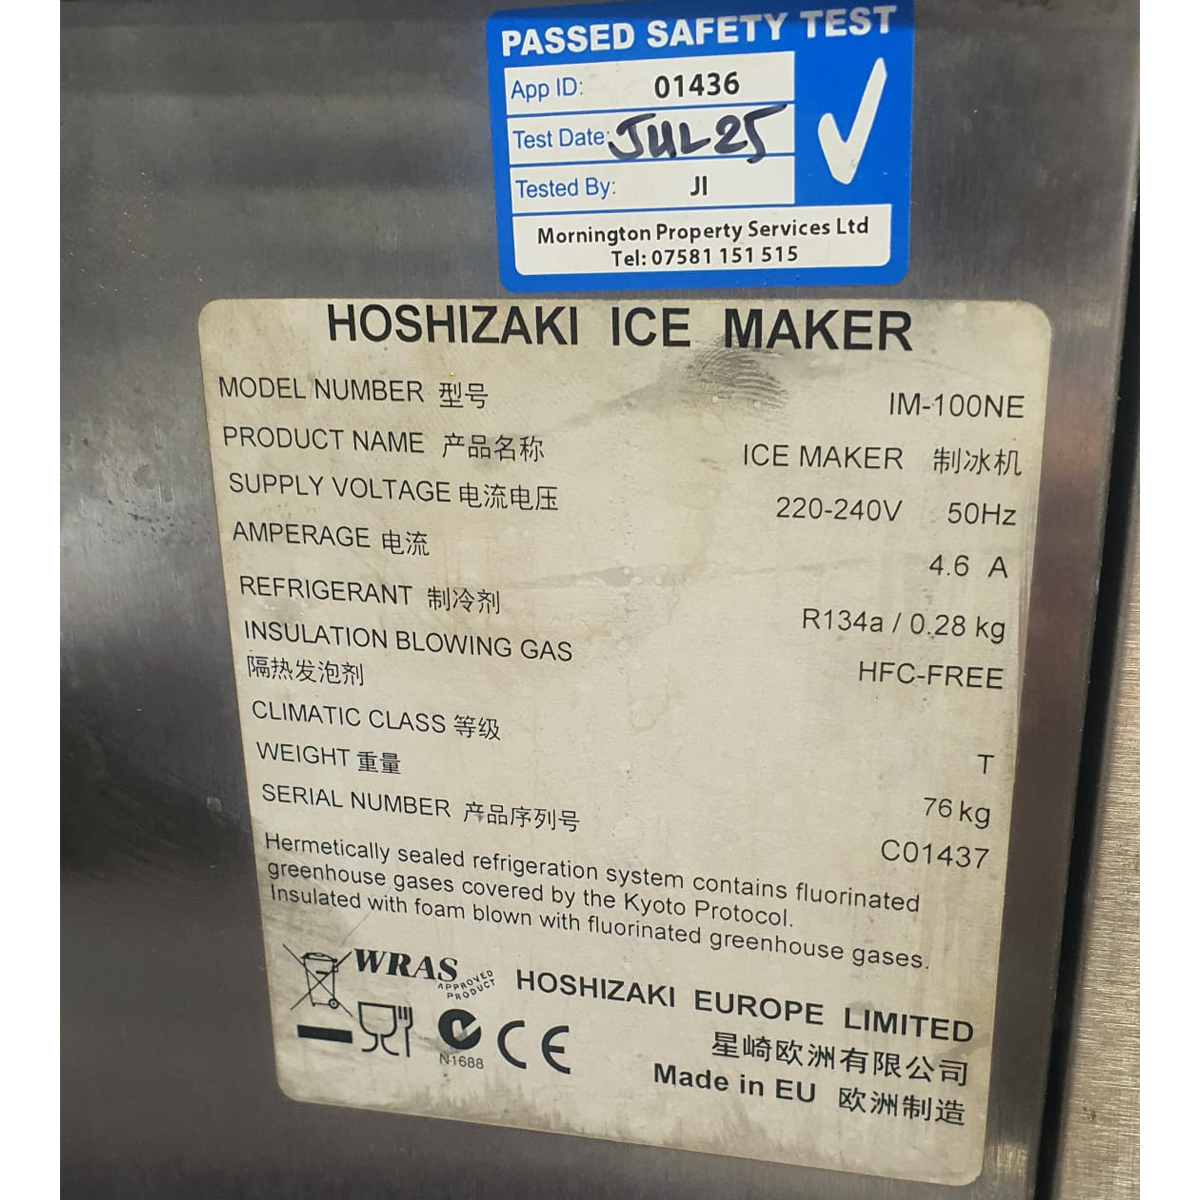 PASSED SAFETY TEST
App ID: 01436
Test Date: JUL 25
Tested By: JI
Mornington Property Services Ltd
Tel: 07581 151 515
HOSHIZAKI ICE MAKER
MODEL NUMBER 型号 IM-100NE
PRODUCT NAME 产品名称 ICE MAKER 制冰机
SUPPLY VOLTAGE 电流电压 220-240V 50Hz
AMPERAGE 电流 4.6 A
REFRIGERANT 制冷剂 R134a / 0.28 kg
INSULATION BLOWING GAS HFC-FREE
隔热发泡剂
CLIMATIC CLASS 等级 T
WEIGHT 重量 76 kg
SERIAL NUMBER 产品序列号 C01437
Hermetically sealed refrigeration system contains fluorinated
greenhouse gases covered by the Kyoto Protocol.
Insulated with foam blown with fluorinated greenhouse gases.
WRAS APPROVED PRODUCT
HOSHIZAKI EUROPE LIMITED
星崎欧洲有限公司
N1688 CE
Made in EU 欧洲制造